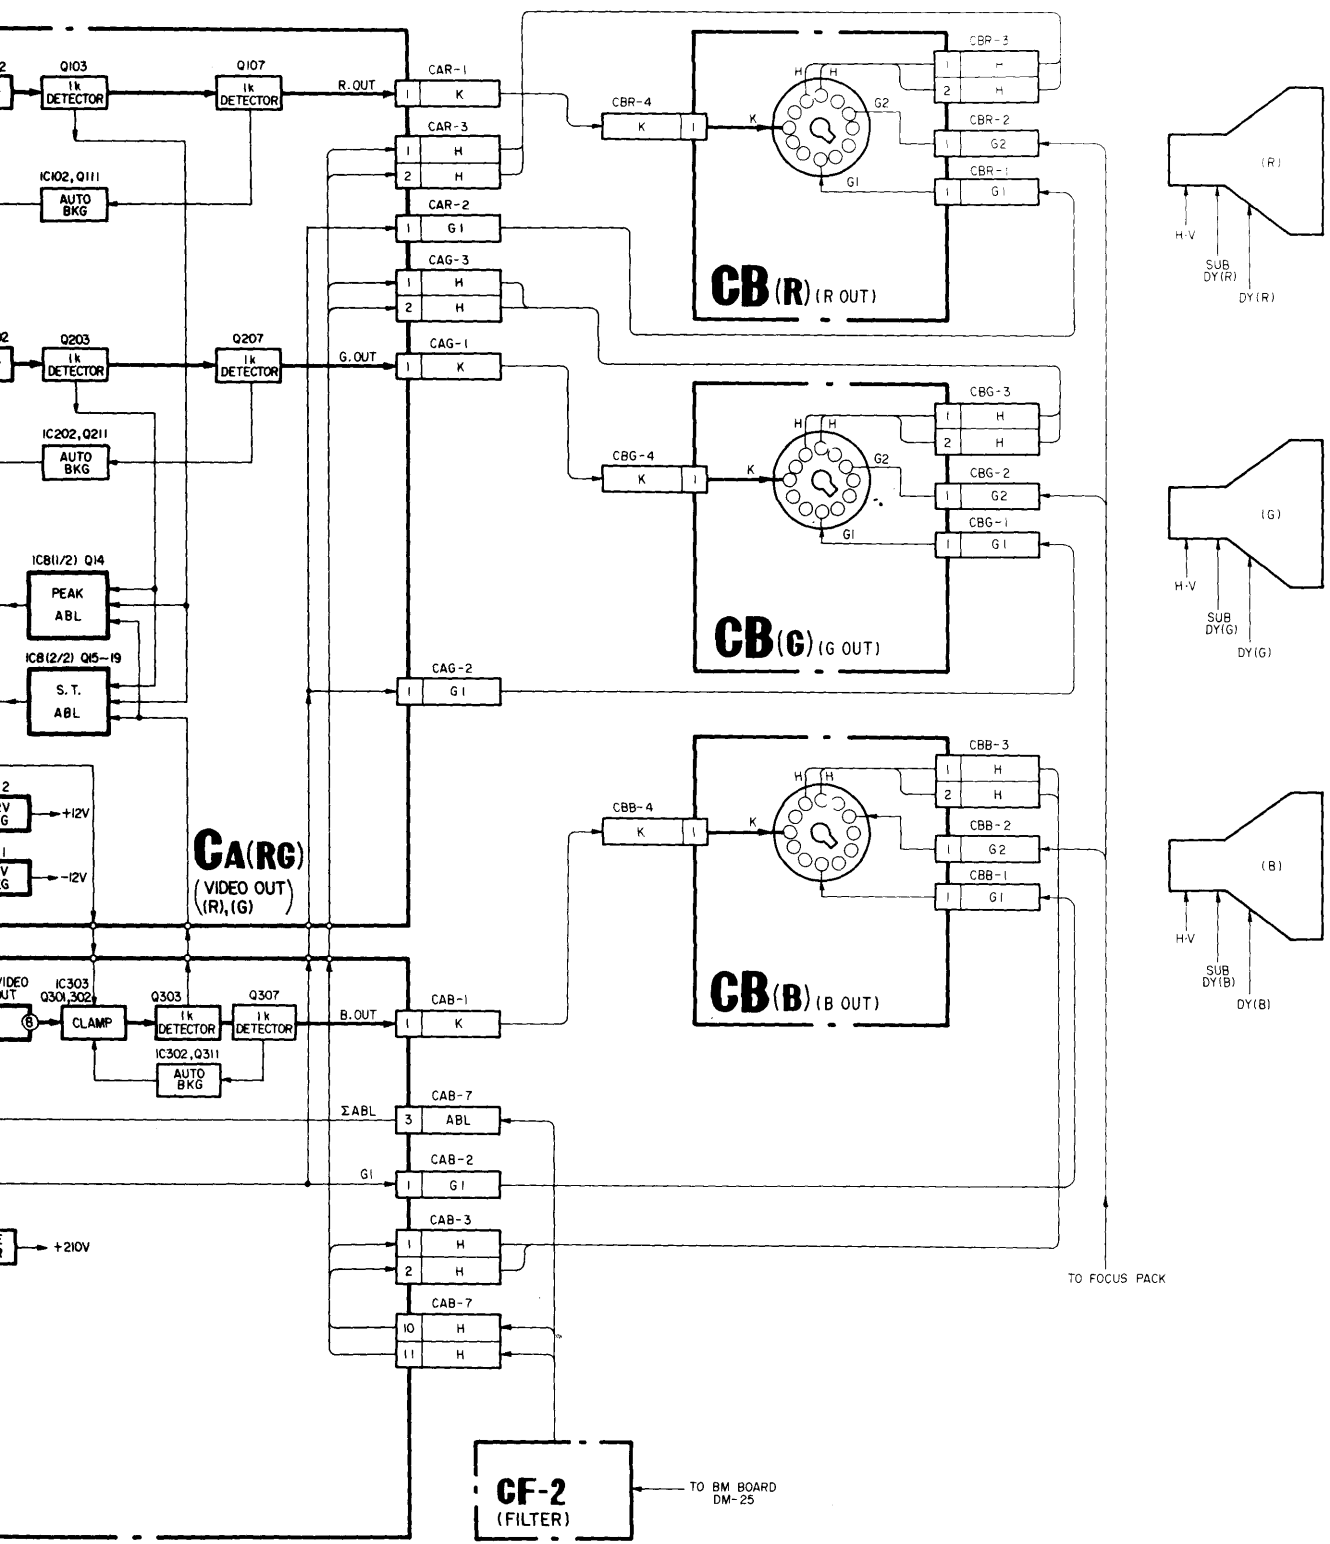 Q103
1k
DETECTOR
Q107
1k
DETECTOR
R.OUT
CAR-1
1 K
CAR-3
1 H
2 H
IC102, Q111
AUTO
BKG
CAR-2
1 G1
CAG-3
1 H
2 H
Q203
1k
DETECTOR
Q207
1k
DETECTOR
G.OUT
CAG-1
1 K
IC202, Q211
AUTO
BKG
IC8(1/2) Q14
PEAK
ABL
IC8(2/2) Q15~19
S.T.
ABL
CAG-2
1 G1
+12V
-12V
CA(RG)
(VIDEO OUT)
(R),(G)
CBR-4
K 1
K
H H
G2
G1
CBR-3
1 H
2 H
CBR-2
1 G2
CBR-1
1 G1
CB(R)(R OUT)
(R)
H·V
SUB
DY(R)
DY(R)
CBG-4
K 1
K
H H
G2
G1
CBG-3
1 H
2 H
CBG-2
1 G2
CBG-1
1 G1
CB(G)(G OUT)
(G)
H·V
SUB
DY(G)
DY(G)
CBB-4
K 1
K
H H
CBB-3
1 H
2 H
CBB-2
1 G2
CBB-1
1 G1
CB(B)(B OUT)
(B)
H·V
SUB
DY(B)
DY(B)
B
IC303
Q301,302
CLAMP
Q303
1k
DETECTOR
Q307
1k
DETECTOR
B.OUT
CAB-1
1 K
IC302, Q311
AUTO
BKG
ΣABL
CAB-7
3 ABL
G1
CAB-2
1 G1
CAB-3
1 H
2 H
+210V
CAB-7
10 H
11 H
TO FOCUS PACK
CF-2
(FILTER)
TO BM BOARD
DM-25